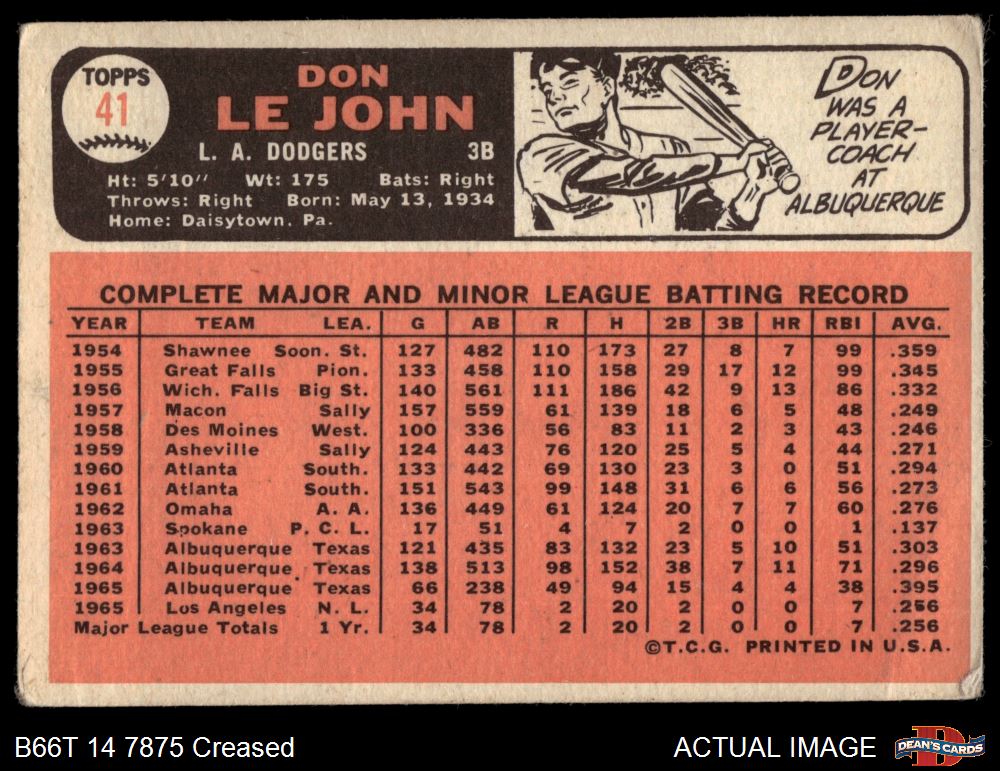 TOPPS
41
DON
LE JOHN
L. A. DODGERS 3B
Ht: 5'10" Wt: 175 Bats: Right
Throws: Right Born: May 13, 1934
Home: Daisytown, Pa.
DON
WAS A
PLAYER-
COACH
AT
ALBUQUERQUE
COMPLETE MAJOR AND MINOR LEAGUE BATTING RECORD
YEAR TEAM LEA. G AB R H 2B 3B HR RBI AVG.
1954 Shawnee Soon. St. 127 482 110 173 27 8 7 99 .359
1955 Great Falls Pion. 133 458 110 158 29 17 12 99 .345
1956 Wich. Falls Big St. 140 561 111 186 42 9 13 86 .332
1957 Macon Sally 157 559 61 139 18 6 5 48 .249
1958 Des Moines West. 100 336 56 83 11 2 3 43 .246
1959 Asheville Sally 124 443 76 120 25 5 4 44 .271
1960 Atlanta South. 133 442 69 130 23 3 0 51 .294
1961 Atlanta South. 151 543 99 148 31 6 6 56 .273
1962 Omaha A. A. 136 449 61 124 20 7 7 60 .276
1963 Spokane P. C. L. 17 51 4 7 2 0 0 1 .137
1963 Albuquerque Texas 121 435 83 132 23 5 10 51 .303
1964 Albuquerque Texas 138 513 98 152 38 7 11 71 .296
1965 Albuquerque Texas 66 238 49 94 15 4 4 38 .395
1965 Los Angeles N. L. 34 78 2 20 2 0 0 7 .256
Major League Totals 1 Yr. 34 78 2 20 2 0 0 7 .256
©T.C.G. PRINTED IN U.S.A.
B66T 14 7875 Creased
ACTUAL IMAGE
DEAN'S CARDS